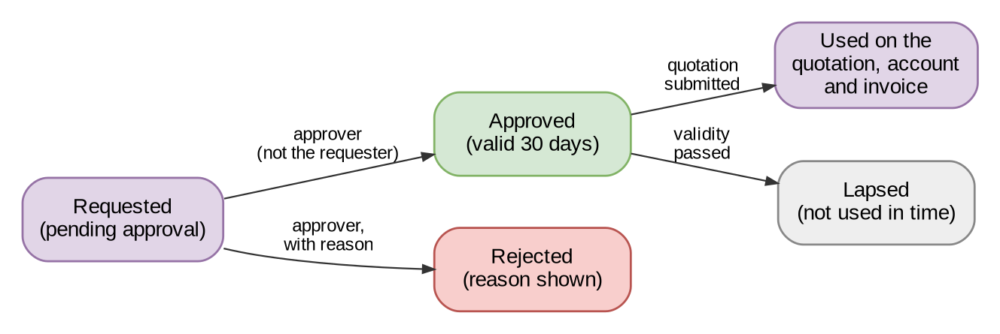 Requested
(pending approval)
approver
(not the requester)
approver,
with reason
Approved
(valid 30 days)
Rejected
(reason shown)
quotation
submitted
validity
passed
Used on the
quotation, account
and invoice
Lapsed
(not used in time)